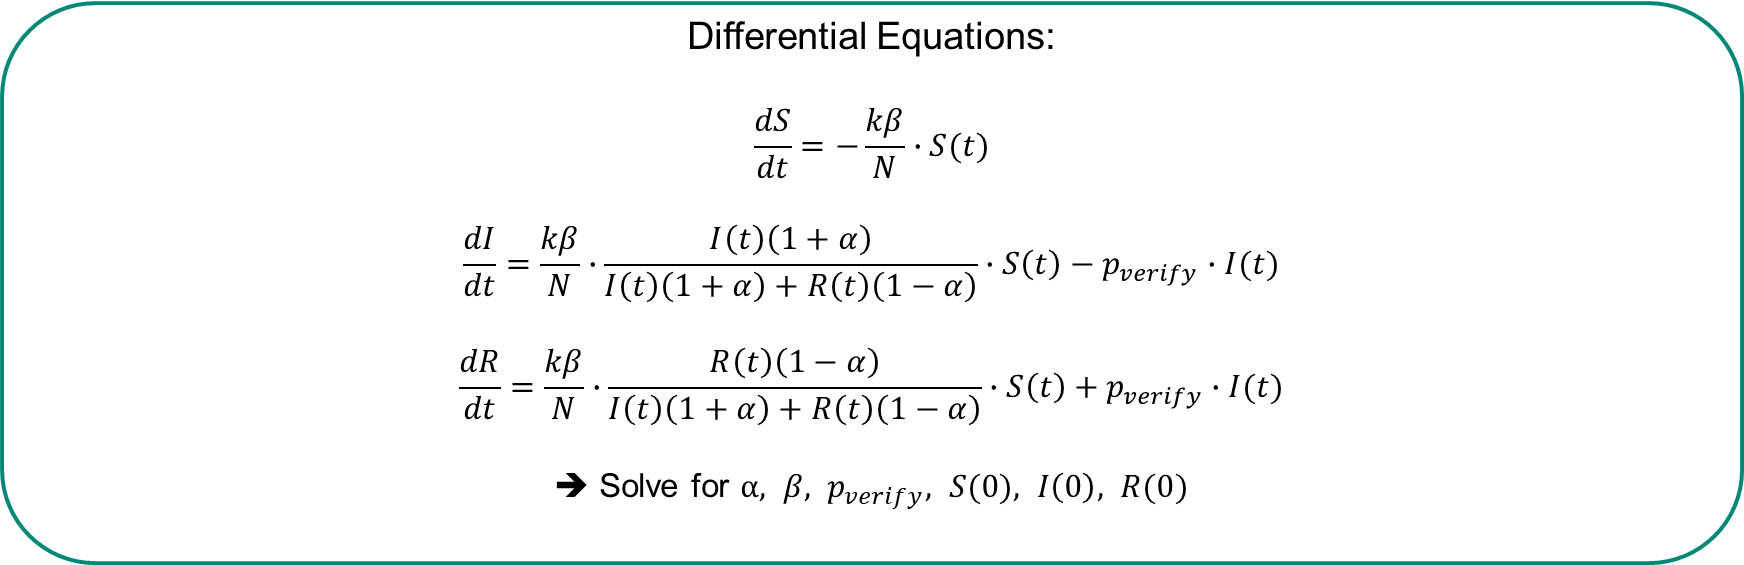 Differential Equations:
dS/dt = − kβ/N · S(t)
dI/dt = kβ/N · I(t)(1 + α)/(I(t)(1 + α) + R(t)(1 − α)) · S(t) − p_verify · I(t)
dR/dt = kβ/N · R(t)(1 − α)/(I(t)(1 + α) + R(t)(1 − α)) · S(t) + p_verify · I(t)
➔ Solve for α, β, p_verify, S(0), I(0), R(0)